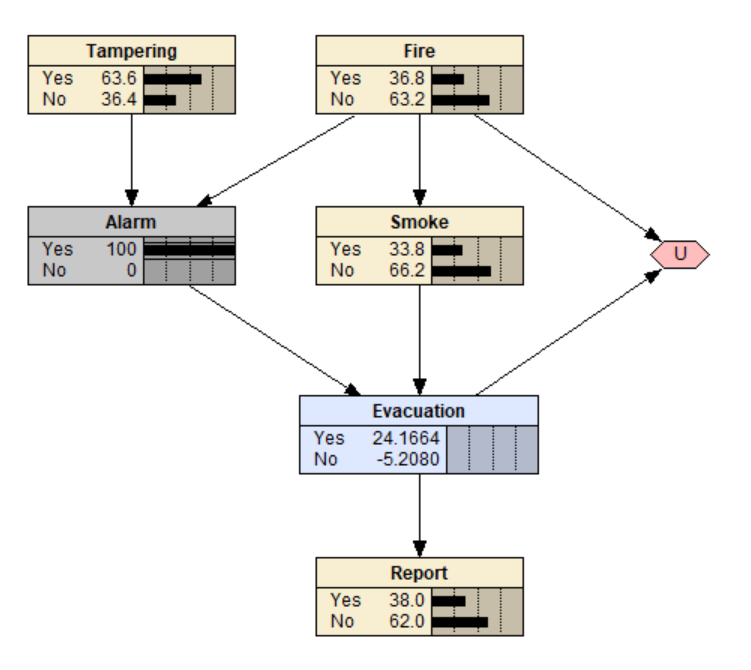 Tampering
Yes 63.6
No 36.4
Fire
Yes 36.8
No 63.2
Alarm
Yes 100
No 0
Smoke
Yes 33.8
No 66.2
U
Evacuation
Yes 24.1664
No -5.2080
Report
Yes 38.0
No 62.0